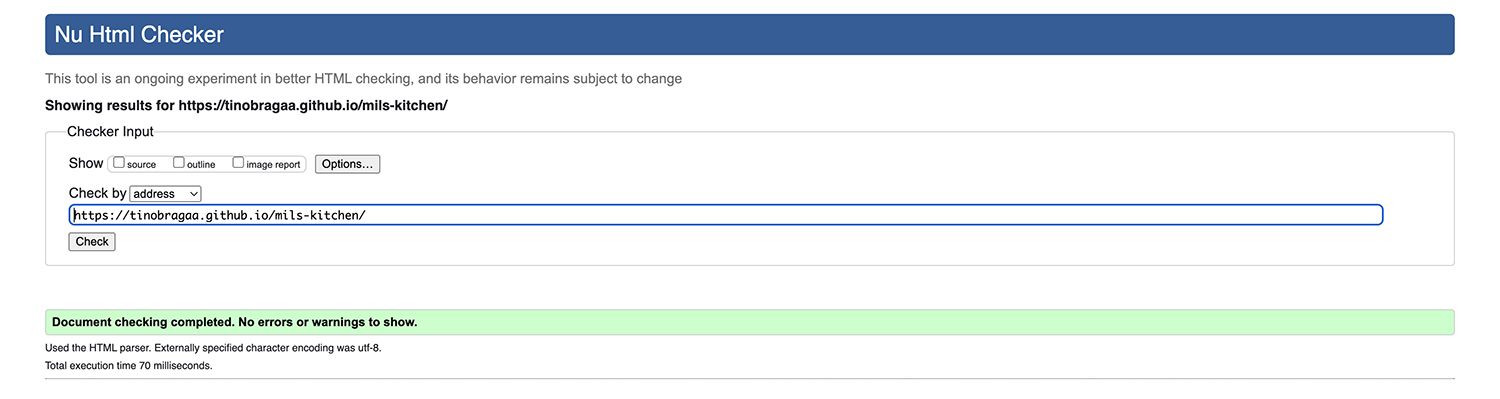 Nu Html Checker
This tool is an ongoing experiment in better HTML checking, and its behavior remains subject to change
Showing results for https://tinobragaa.github.io/mils-kitchen/
Checker Input
Show source outline image report Options…
Check by address
https://tinobragaa.github.io/mils-kitchen/
Check
Document checking completed. No errors or warnings to show.
Used the HTML parser. Externally specified character encoding was utf-8.
Total execution time 70 milliseconds.